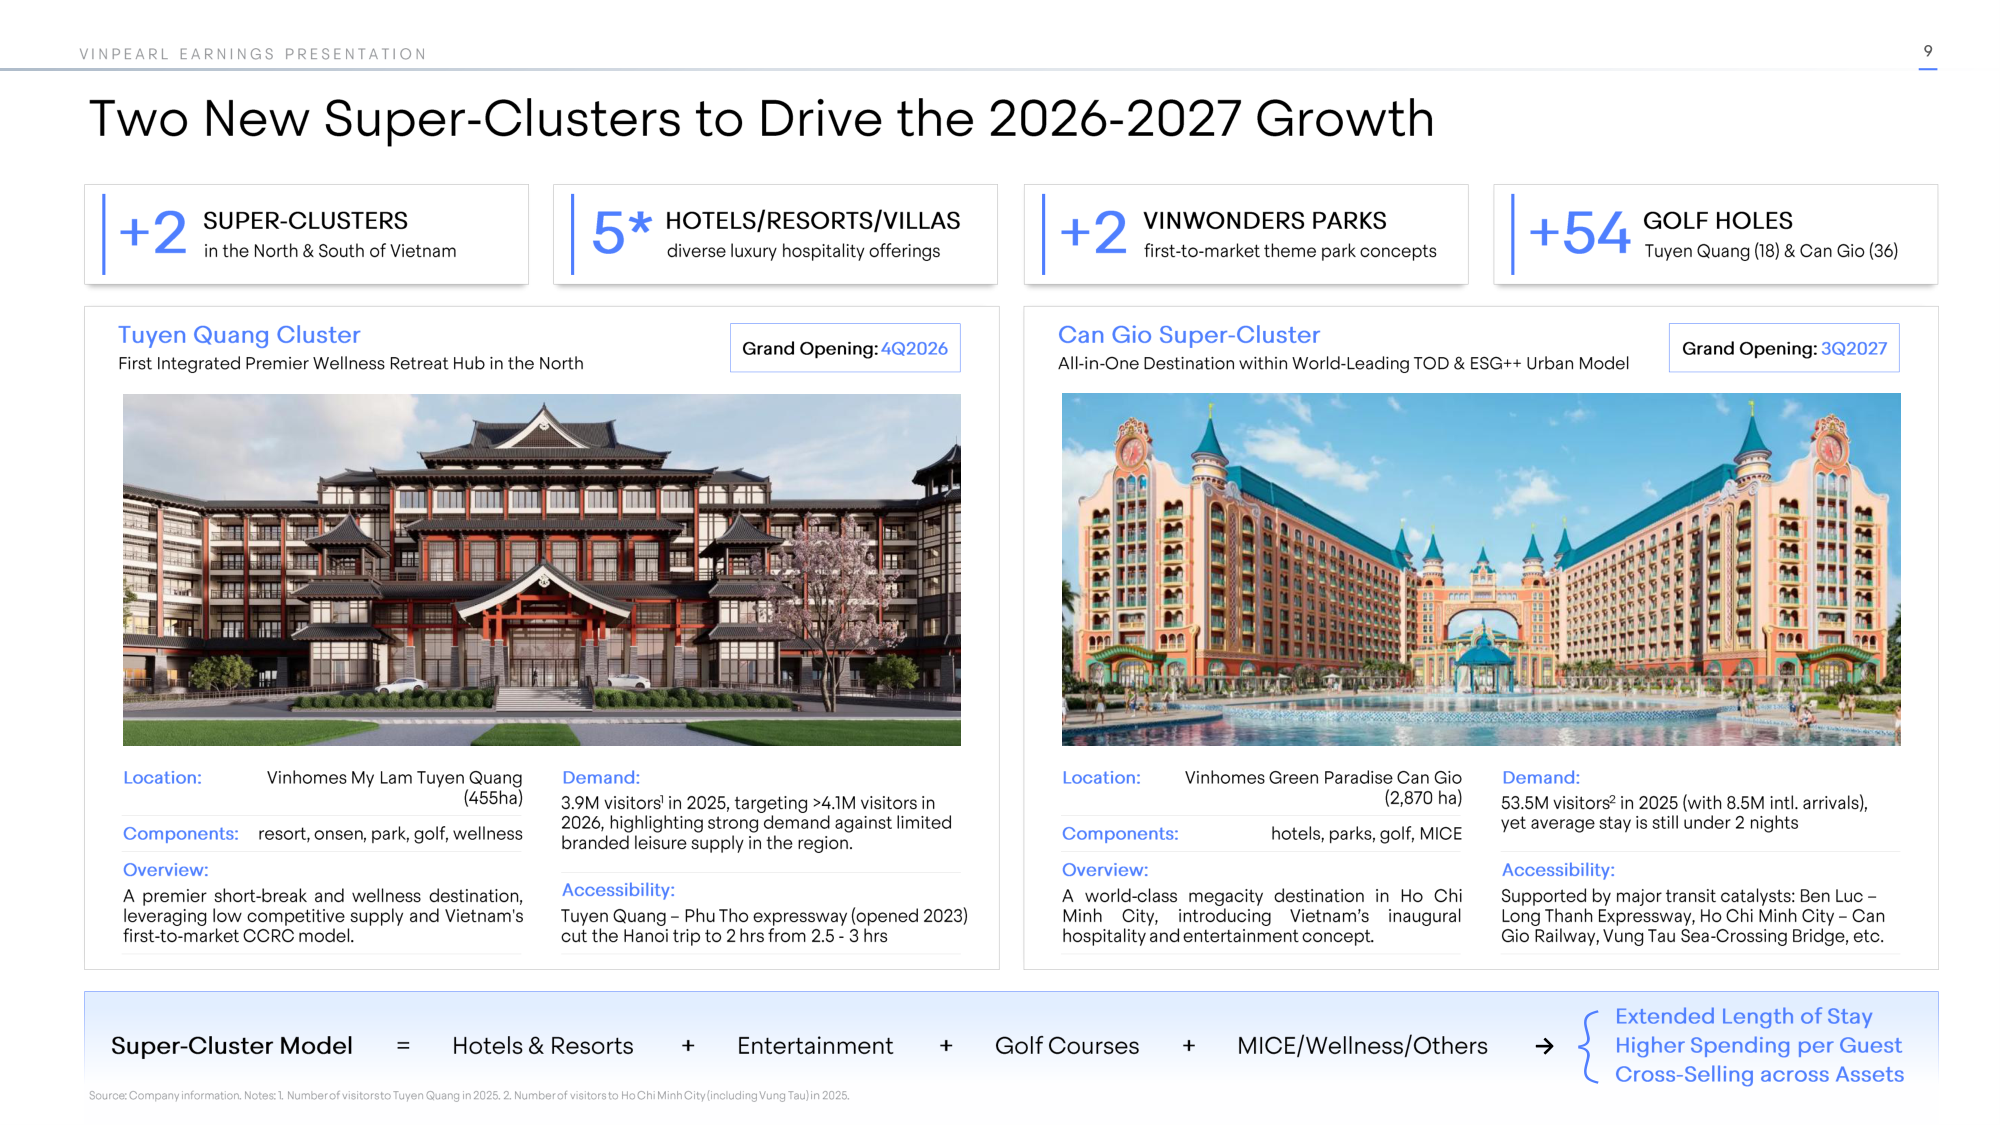 VINPEARL EARNINGS PRESENTATION
9
Two New Super-Clusters to Drive the 2026-2027 Growth
+2 SUPER-CLUSTERS
in the North & South of Vietnam
5* HOTELS/RESORTS/VILLAS
diverse luxury hospitality offerings
+2 VINWONDERS PARKS
first-to-market theme park concepts
+54 GOLF HOLES
Tuyen Quang (18) & Can Gio (36)
Tuyen Quang Cluster
First Integrated Premier Wellness Retreat Hub in the North
Grand Opening: 4Q2026
Location: Vinhomes My Lam Tuyen Quang
(455ha)
Components: resort, onsen, park, golf, wellness
Overview:
A premier short-break and wellness destination,
leveraging low competitive supply and Vietnam's
first-to-market CCRC model.
Demand:
3.9M visitors¹ in 2025, targeting >4.1M visitors in
2026, highlighting strong demand against limited
branded leisure supply in the region.
Accessibility:
Tuyen Quang – Phu Tho expressway (opened 2023)
cut the Hanoi trip to 2 hrs from 2.5 - 3 hrs
Can Gio Super-Cluster
All-in-One Destination within World-Leading TOD & ESG++ Urban Model
Grand Opening: 3Q2027
Location: Vinhomes Green Paradise Can Gio
(2,870 ha)
Components: hotels, parks, golf, MICE
Overview:
A world-class megacity destination in Ho Chi
Minh City, introducing Vietnam’s inaugural
hospitality and entertainment concept.
Demand:
53.5M visitors² in 2025 (with 8.5M intl. arrivals),
yet average stay is still under 2 nights
Accessibility:
Supported by major transit catalysts: Ben Luc –
Long Thanh Expressway, Ho Chi Minh City – Can
Gio Railway, Vung Tau Sea-Crossing Bridge, etc.
Super-Cluster Model = Hotels & Resorts + Entertainment + Golf Courses + MICE/Wellness/Others →
Extended Length of Stay
Higher Spending per Guest
Cross-Selling across Assets
Source: Company information. Notes: 1. Number of visitors to Tuyen Quang in 2025. 2. Number of visitors to Ho Chi Minh City (including Vung Tau) in 2025.